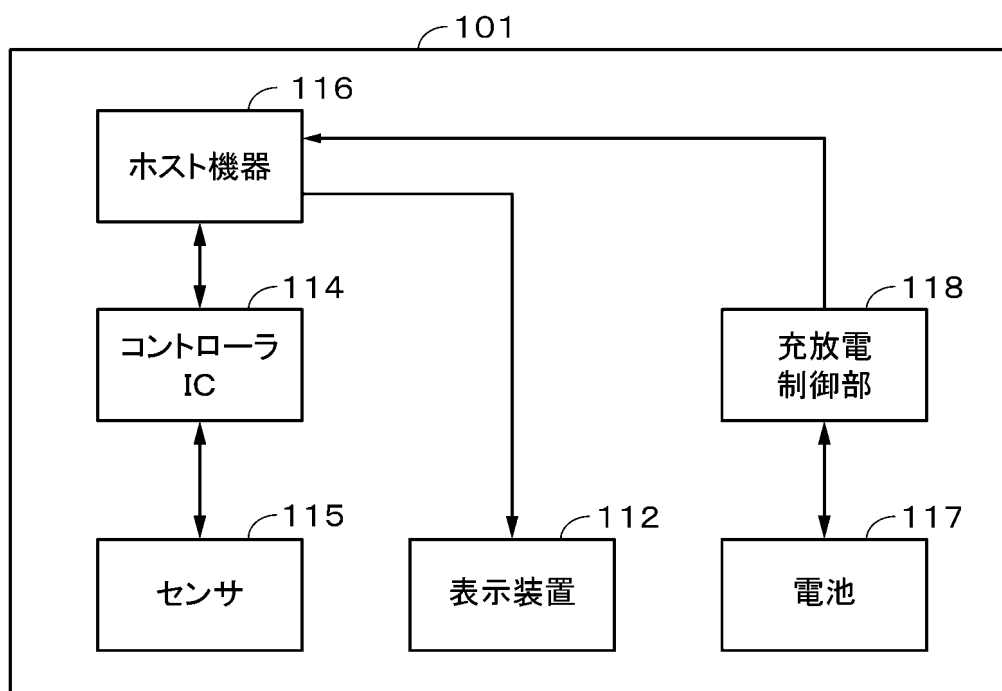 101
116
ホスト機器
114
コントローラ
IC
118
充放電
制御部
115
センサ
112
表示装置
117
電池